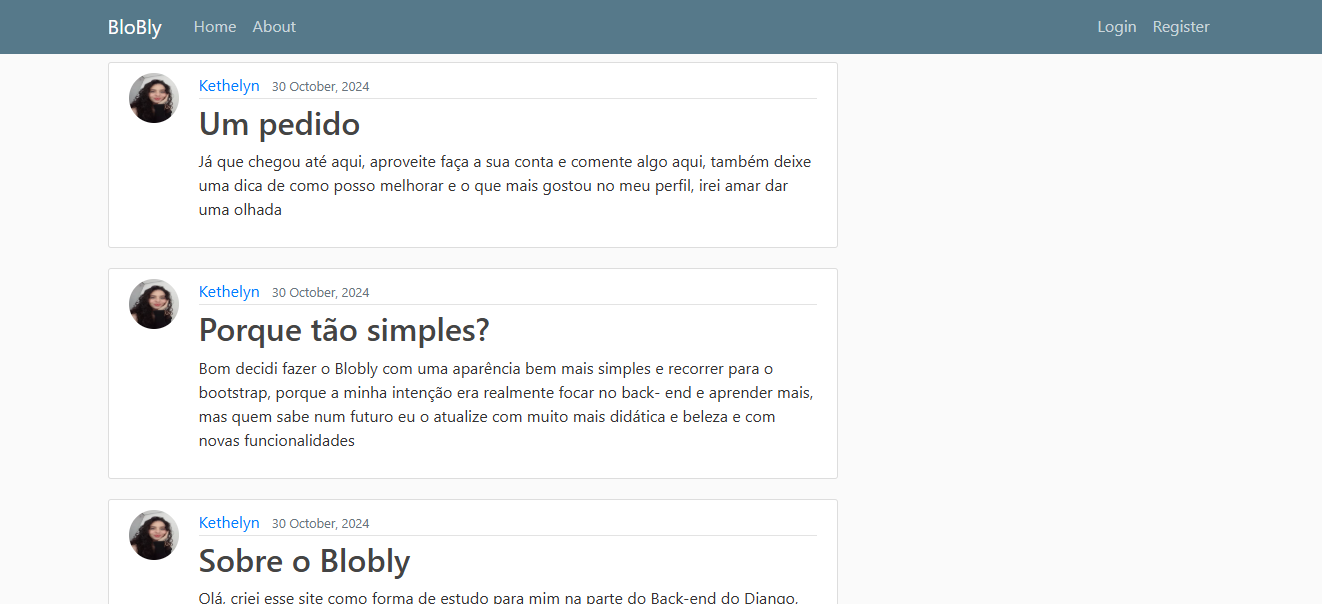 BloBly Home About Login Register
Kethelyn 30 October, 2024
Um pedido
Já que chegou até aqui, aproveite faça a sua conta e comente algo aqui, também deixe
uma dica de como posso melhorar e o que mais gostou no meu perfil, irei amar dar
uma olhada
Kethelyn 30 October, 2024
Porque tão simples?
Bom decidi fazer o Blobly com uma aparência bem mais simples e recorrer para o
bootstrap, porque a minha intenção era realmente focar no back- end e aprender mais,
mas quem sabe num futuro eu o atualize com muito mais didática e beleza e com
novas funcionalidades
Kethelyn 30 October, 2024
Sobre o Blobly
Olá, criei esse site como forma de estudo para mim na parte do Back-end do Django,